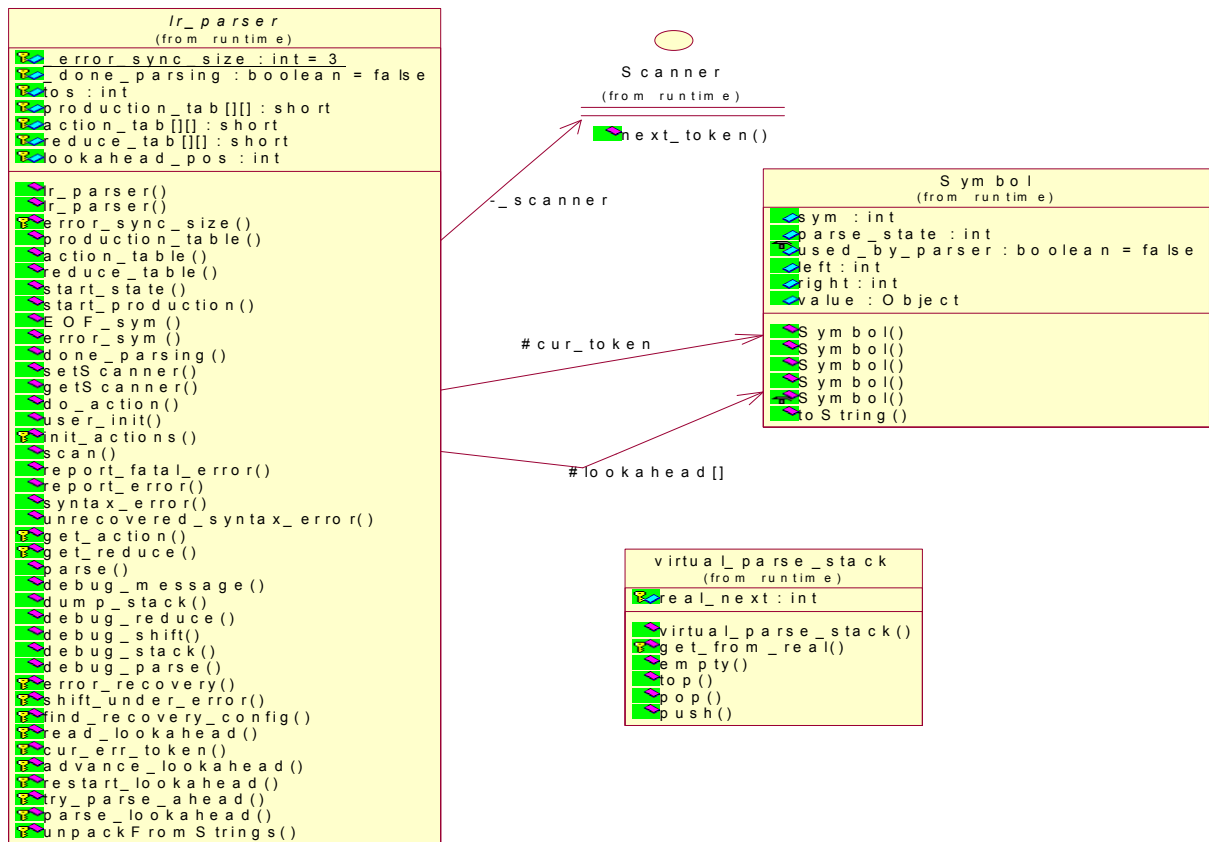 lr_parser
(from runtime)
_error_sync_size : int = 3
_done_parsing : boolean = false
tos : int
production_tab[][] : short
action_tab[][] : short
reduce_tab[][] : short
lookahead_pos : int
lr_parser()
lr_parser()
error_sync_size()
production_table()
action_table()
reduce_table()
start_state()
start_production()
EOF_sym()
error_sym()
done_parsing()
setScanner()
getScanner()
do_action()
user_init()
init_actions()
scan()
report_fatal_error()
report_error()
syntax_error()
unrecovered_syntax_error()
get_action()
get_reduce()
parse()
debug_message()
dump_stack()
debug_reduce()
debug_shift()
debug_stack()
debug_parse()
error_recovery()
shift_under_error()
find_recovery_config()
read_lookahead()
cur_err_token()
advance_lookahead()
restart_lookahead()
try_parse_ahead()
parse_lookahead()
unpackFromStrings()
Scanner
(from runtime)
next_token()
-_scanner
#cur_token
#lookahead[]
Symbol
(from runtime)
sym : int
parse_state : int
used_by_parser : boolean = false
left : int
right : int
value : Object
Symbol()
Symbol()
Symbol()
Symbol()
Symbol()
toString()
virtual_parse_stack
(from runtime)
real_next : int
virtual_parse_stack()
get_from_real()
empty()
top()
pop()
push()